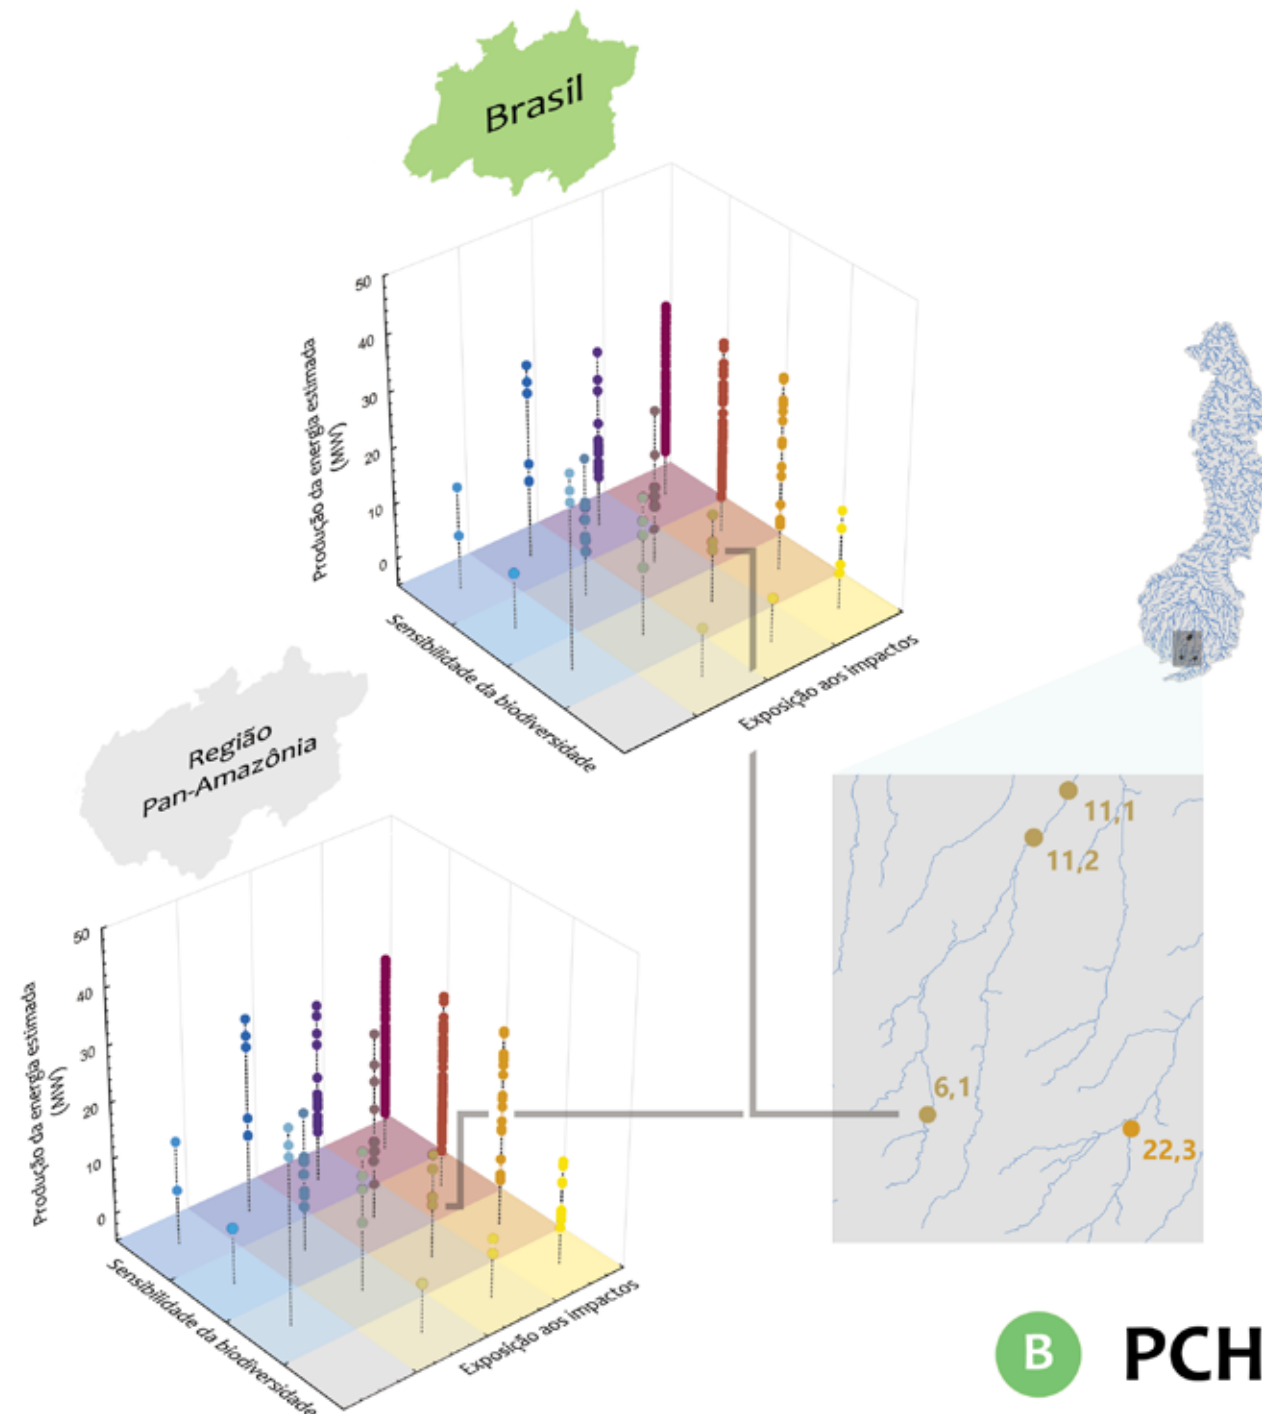 Brasil
50
40
30
20
10
0
Produção da energia estimada
(MW)
Sensibilidade da biodiversidade
Exposição aos impactos
Região
Pan-Amazônia
50
40
30
20
10
0
Produção da energia estimada
(MW)
Sensibilidade da biodiversidade
Exposição aos impactos
11,1
11,2
6,1
22,3
B PCH